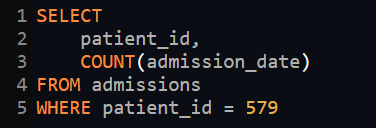 1 SELECT
2     patient_id,
3     COUNT(admission_date)
4 FROM admissions
5 WHERE patient_id = 579